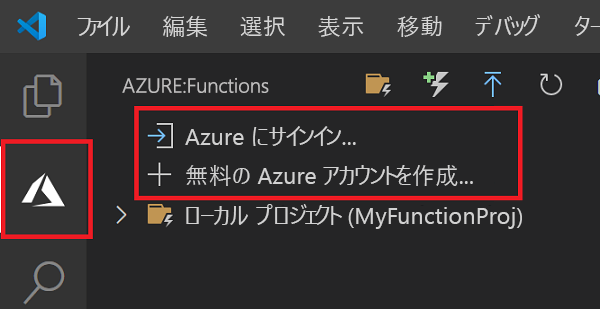 ファイル 編集 選択 表示 移動 デバッグ ター
AZURE:Functions
Azure にサインイン...
無料の Azure アカウントを作成...
ローカル プロジェクト (MyFunctionProj)